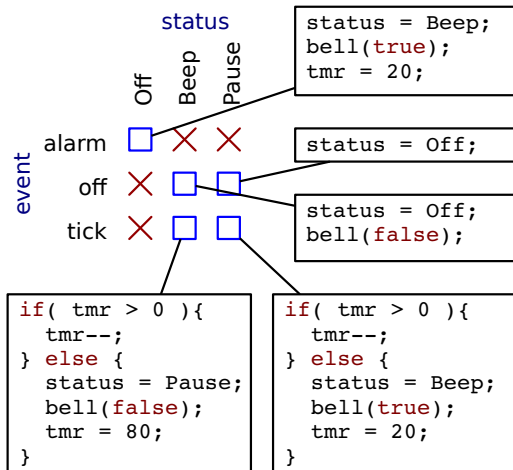 status
Off
Beep
Pause
status = Beep;
bell(true);
tmr = 20;
event
alarm
off
tick
status = Off;
status = Off;
bell(false);
if( tmr > 0 ){
  tmr--;
} else {
  status = Pause;
  bell(false);
  tmr = 80;
}
if( tmr > 0 ){
  tmr--;
} else {
  status = Beep;
  bell(true);
  tmr = 20;
}